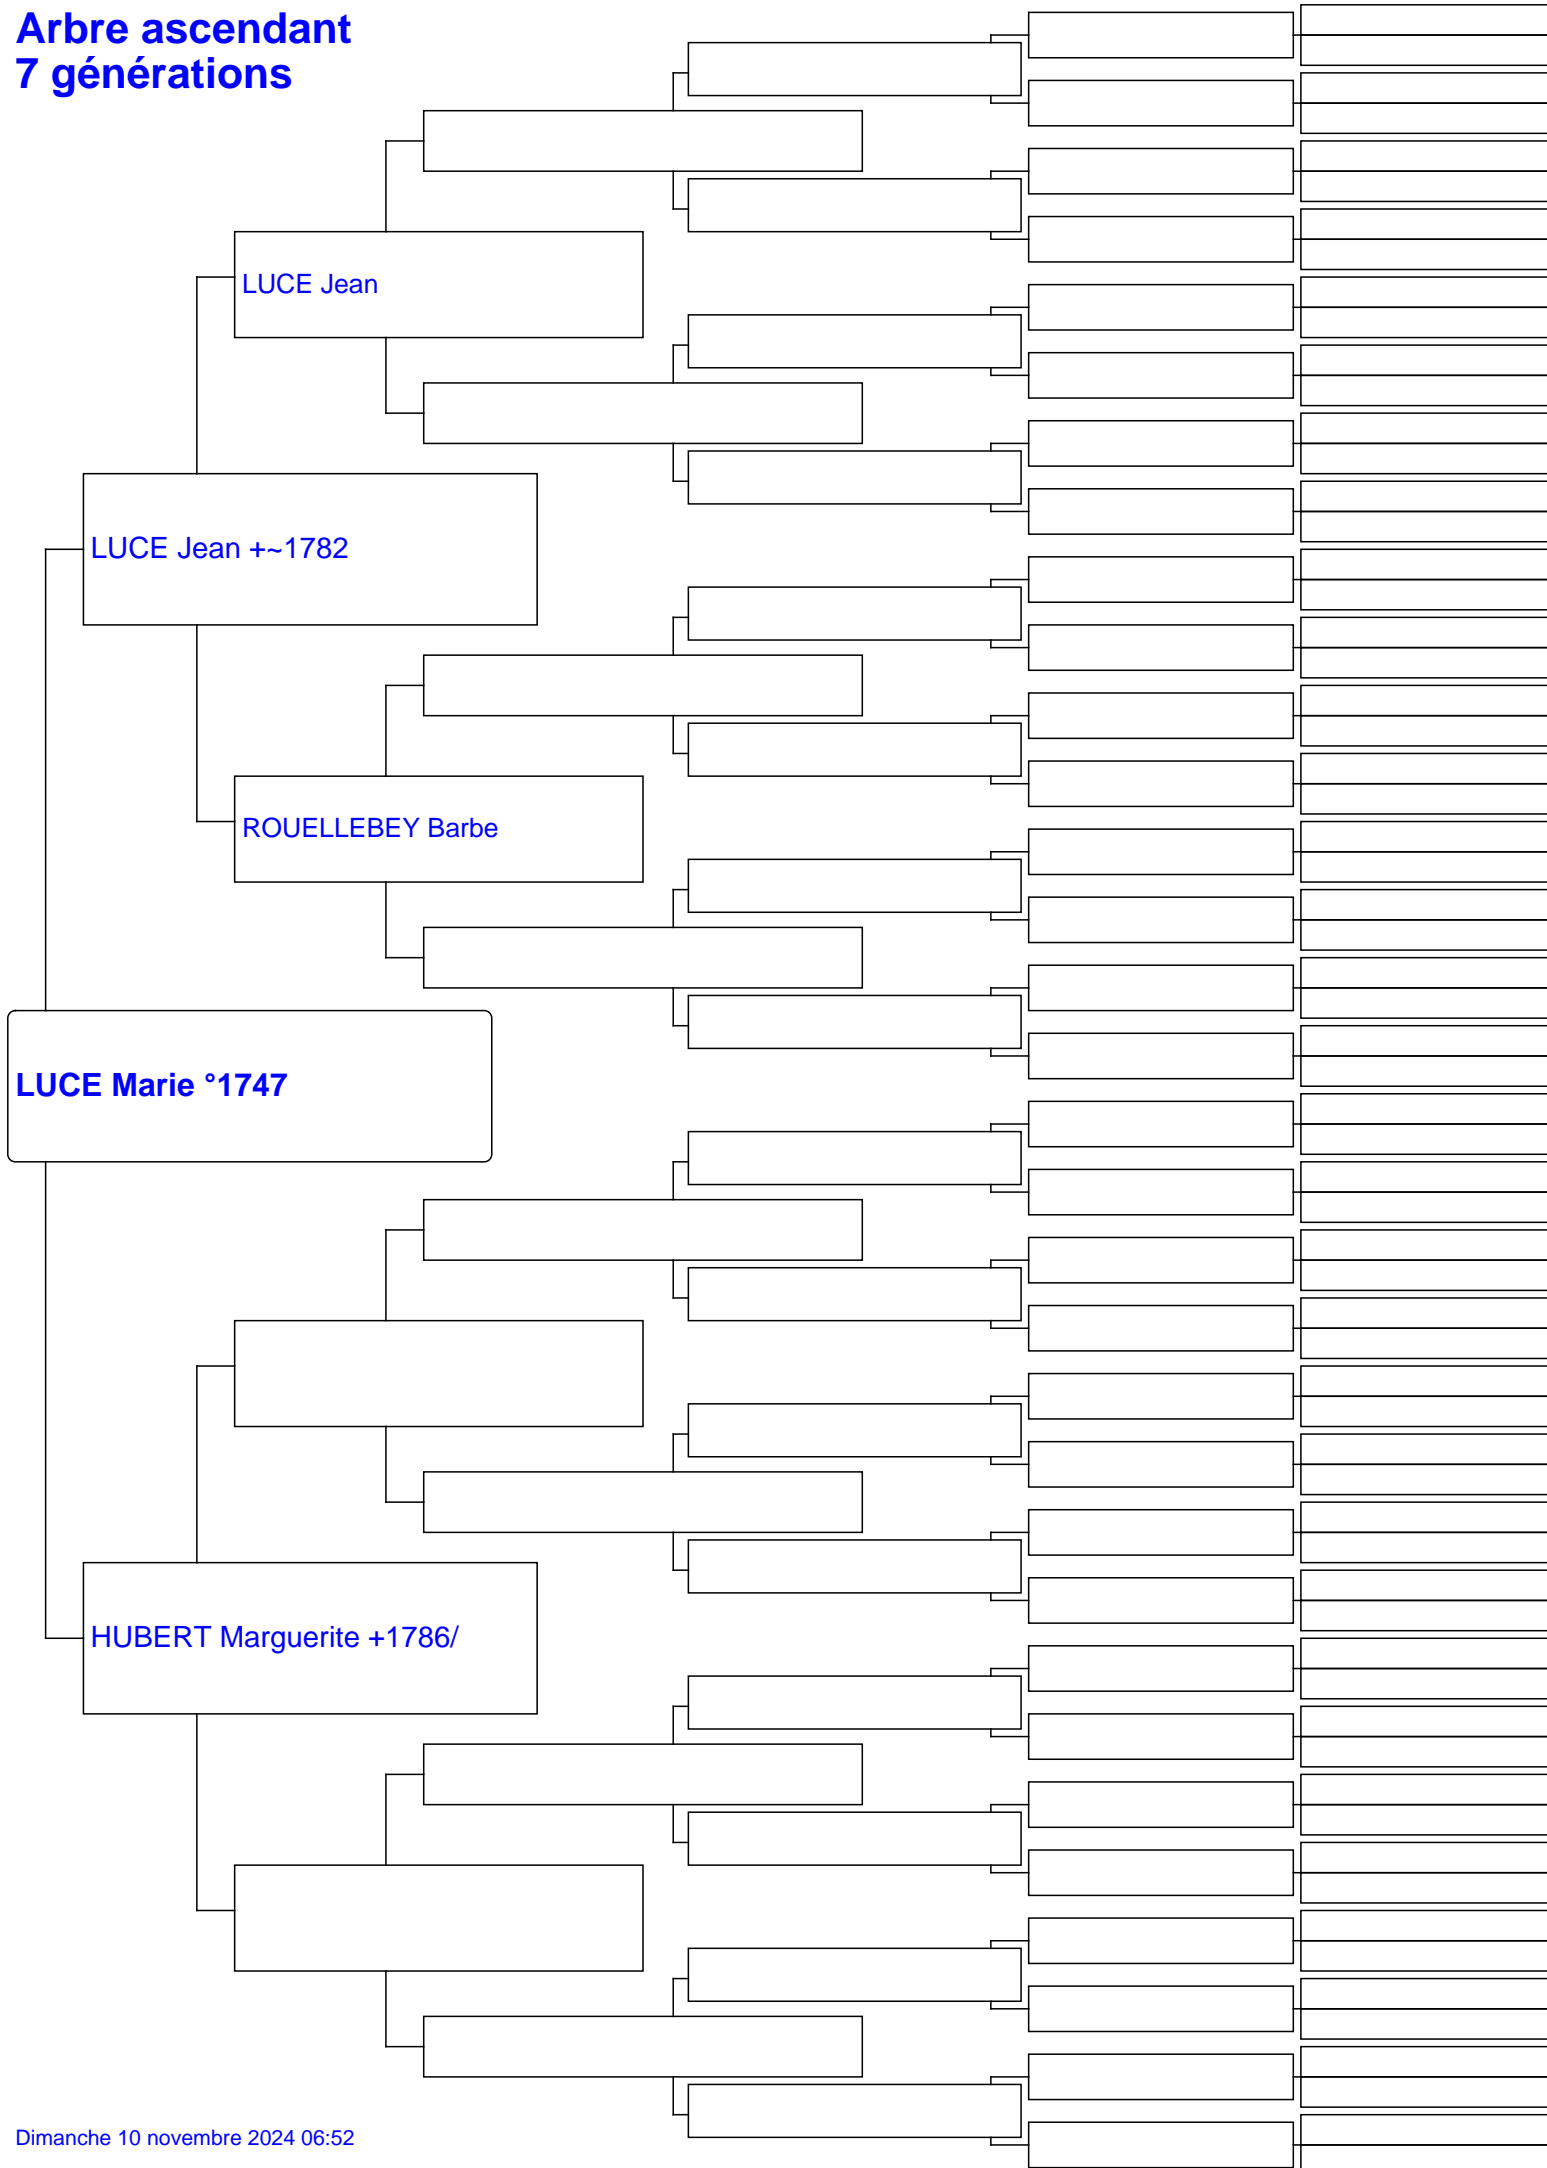 Arbre ascendant
7 générations
LUCE Jean
LUCE Jean +~1782
ROUELLEBEY Barbe
LUCE Marie °1747
HUBERT Marguerite +1786/
Dimanche 10 novembre 2024 06:52